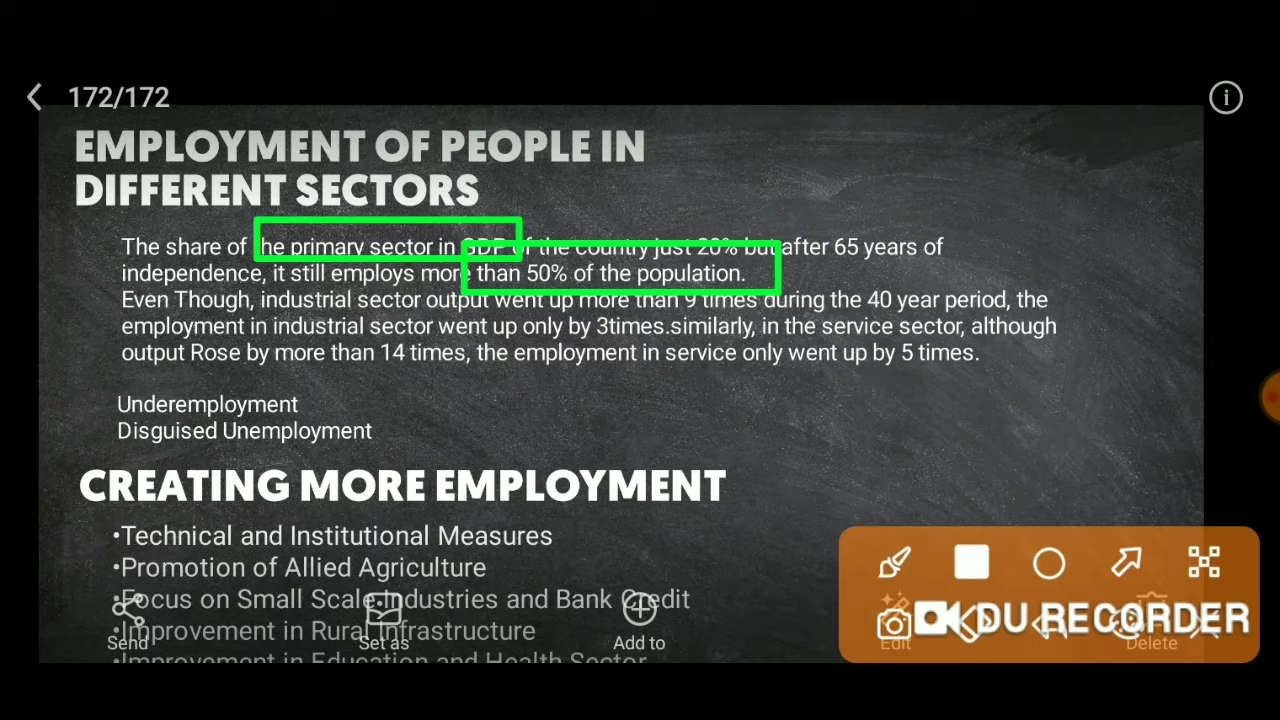 172/172
EMPLOYMENT OF PEOPLE IN
DIFFERENT SECTORS
The share of the primary sector in GDP of the country just 20% but after 65 years of
independence, it still employs more than 50% of the population.
Even Though, industrial sector output went up more than 9 times during the 40 year period, the
employment in industrial sector went up only by 3times.similarly, in the service sector, although
output Rose by more than 14 times, the employment in service only went up by 5 times.
Underemployment
Disguised Unemployment
CREATING MORE EMPLOYMENT
•Technical and Institutional Measures
•Promotion of Allied Agriculture
•Focus on Small Scale Industries and Bank Credit
•Improvement in Rural Infrastructure
•Improvement in Education and Health Sector
Send
Set as
Add to
Edit
Delete
DU RECORDER